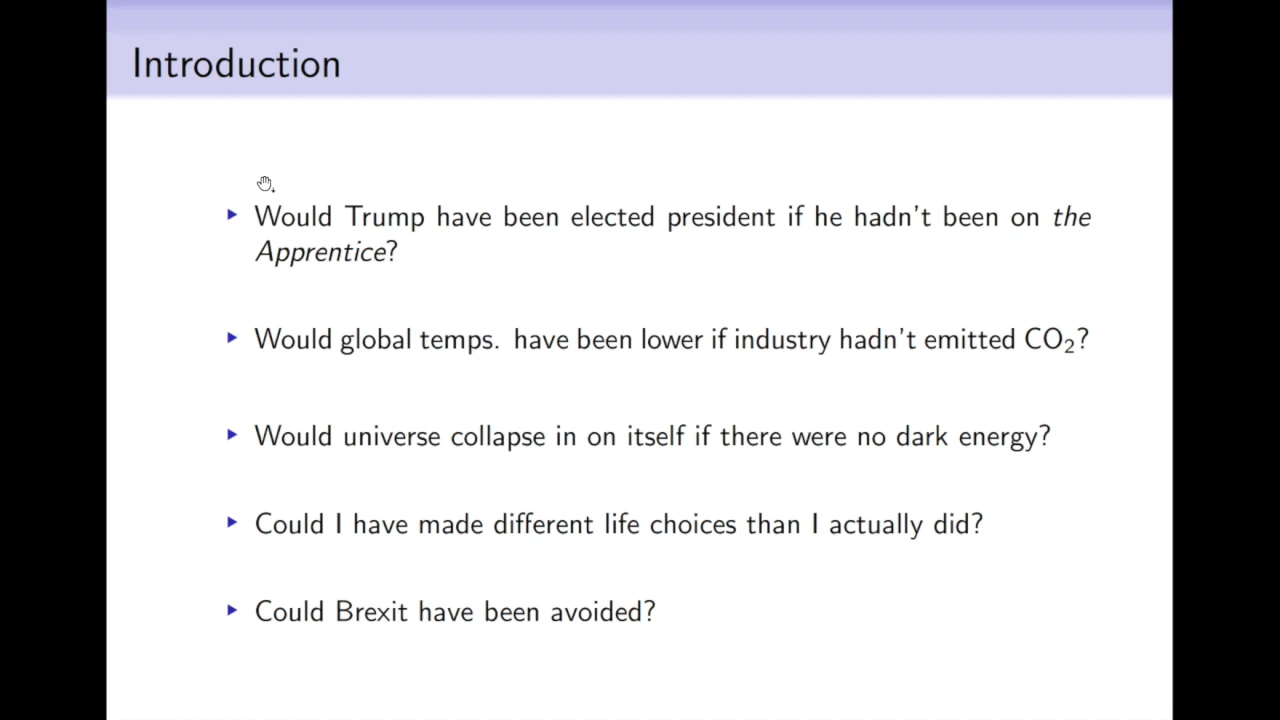 Introduction
Would Trump have been elected president if he hadn't been on the
Apprentice?
Would global temps. have been lower if industry hadn't emitted CO₂?
Would universe collapse in on itself if there were no dark energy?
Could I have made different life choices than I actually did?
Could Brexit have been avoided?